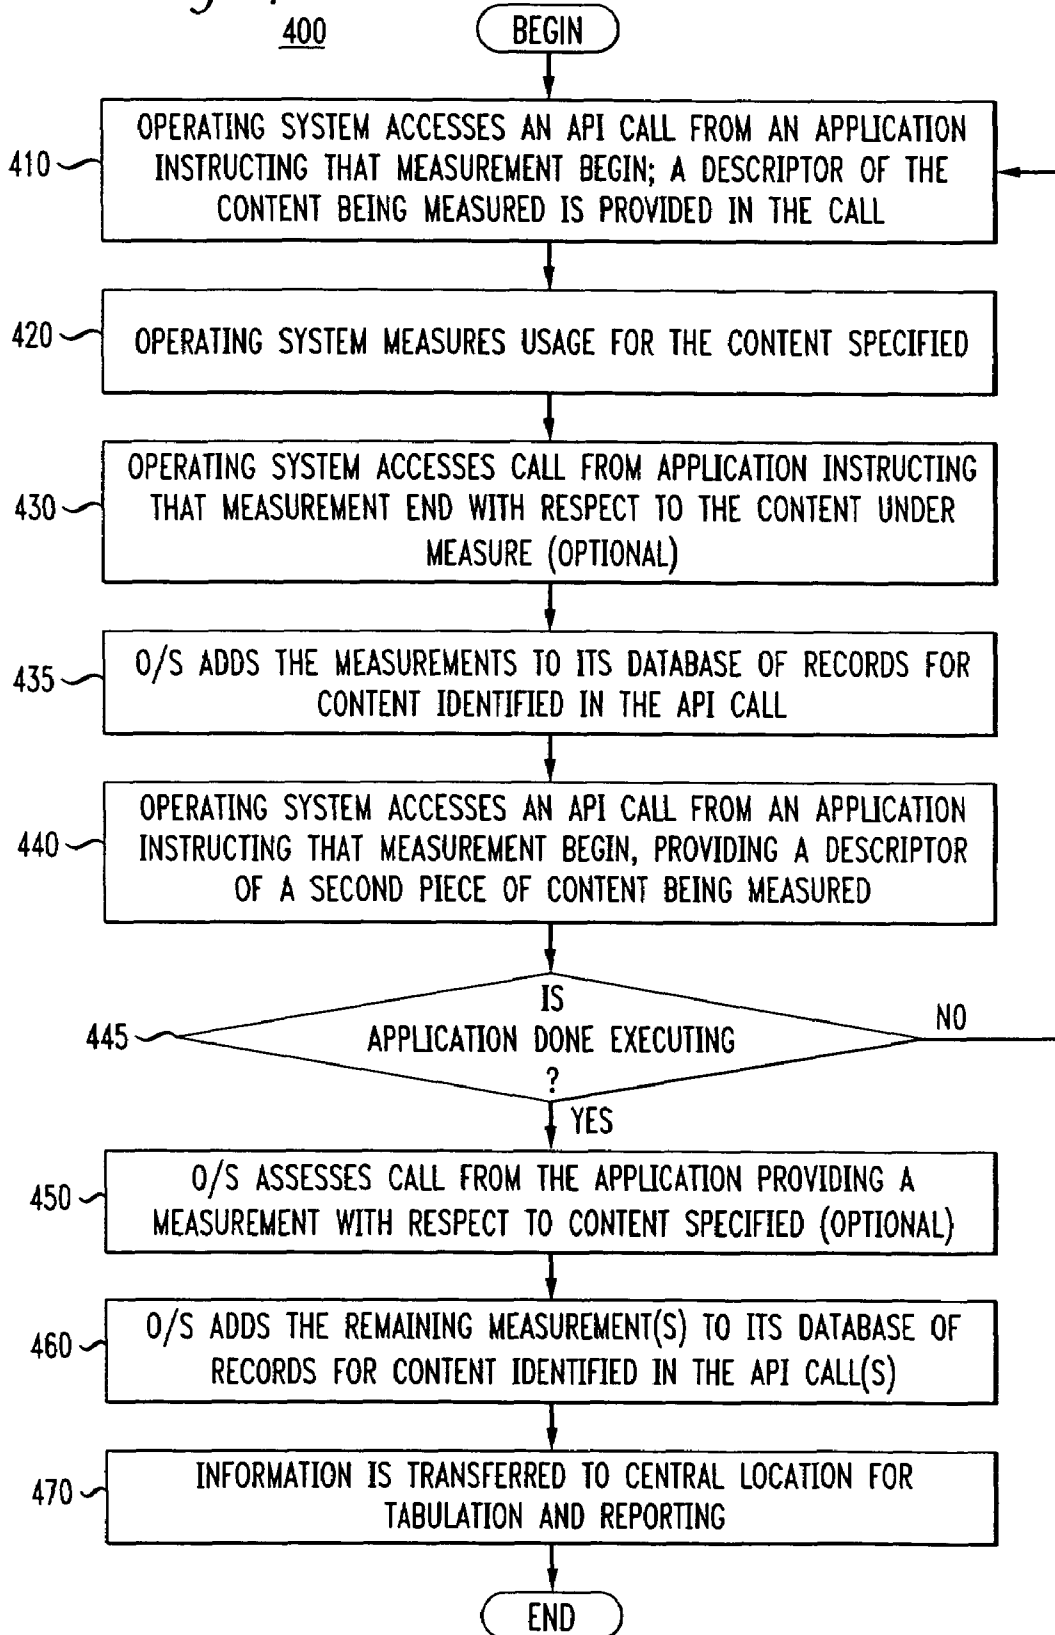 400
BEGIN
410
OPERATING SYSTEM ACCESSES AN API CALL FROM AN APPLICATION
INSTRUCTING THAT MEASUREMENT BEGIN; A DESCRIPTOR OF THE
CONTENT BEING MEASURED IS PROVIDED IN THE CALL
420
OPERATING SYSTEM MEASURES USAGE FOR THE CONTENT SPECIFIED
430
OPERATING SYSTEM ACCESSES CALL FROM APPLICATION INSTRUCTING
THAT MEASUREMENT END WITH RESPECT TO THE CONTENT UNDER
MEASURE (OPTIONAL)
435
O/S ADDS THE MEASUREMENTS TO ITS DATABASE OF RECORDS FOR
CONTENT IDENTIFIED IN THE API CALL
440
OPERATING SYSTEM ACCESSES AN API CALL FROM AN APPLICATION
INSTRUCTING THAT MEASUREMENT BEGIN, PROVIDING A DESCRIPTOR
OF A SECOND PIECE OF CONTENT BEING MEASURED
445
IS
APPLICATION DONE EXECUTING
?
NO
YES
450
O/S ASSESSES CALL FROM THE APPLICATION PROVIDING A
MEASUREMENT WITH RESPECT TO CONTENT SPECIFIED (OPTIONAL)
460
O/S ADDS THE REMAINING MEASUREMENT(S) TO ITS DATABASE OF
RECORDS FOR CONTENT IDENTIFIED IN THE API CALL(S)
470
INFORMATION IS TRANSFERRED TO CENTRAL LOCATION FOR
TABULATION AND REPORTING
END